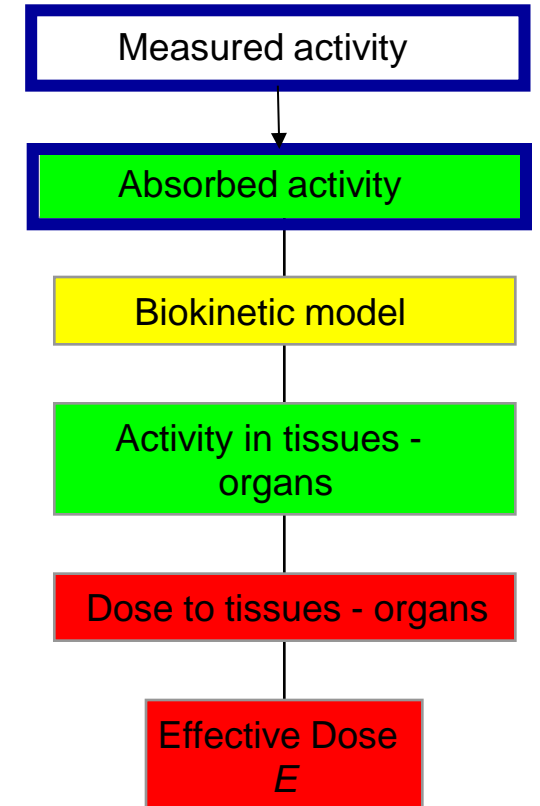 Measured activity
Absorbed activity
Biokinetic model
Activity in tissues -
organs
Dose to tissues - organs
Effective Dose
E